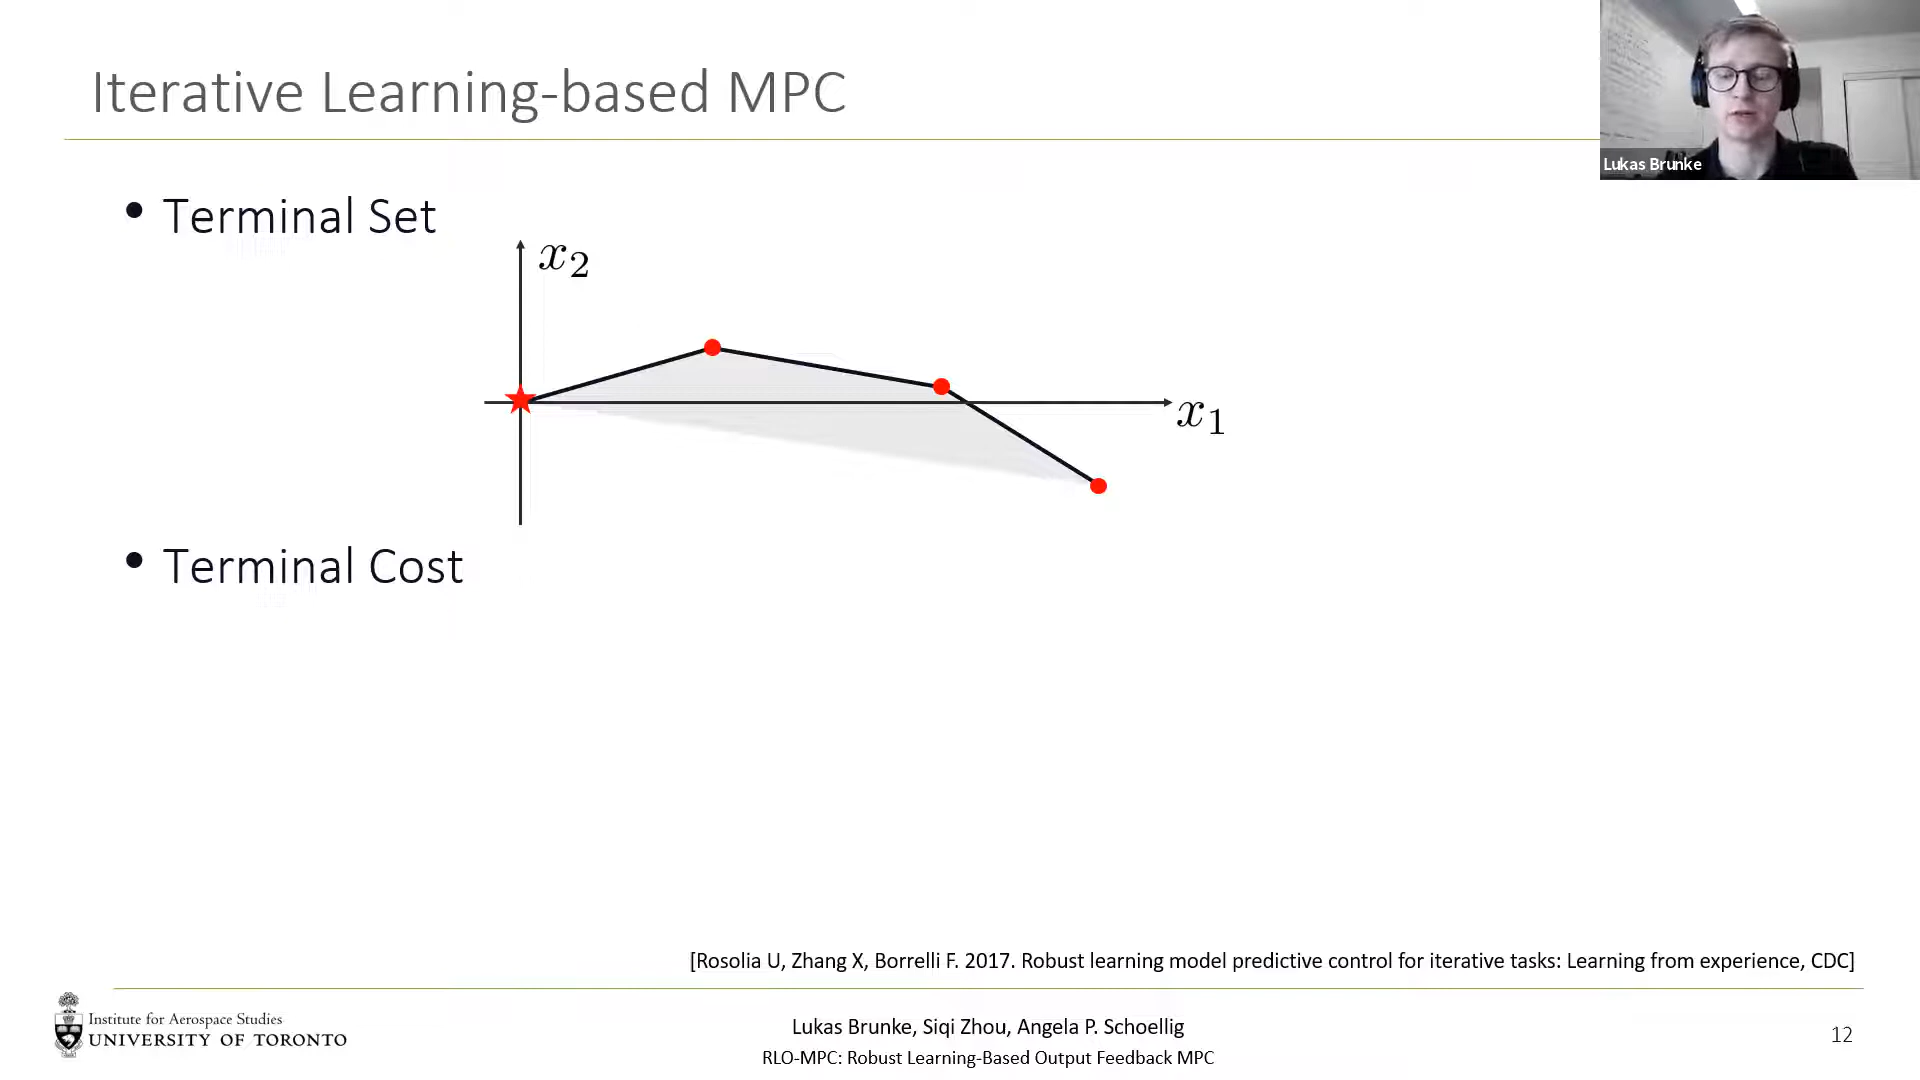 Iterative Learning-based MPC
Lukas Brunke
• Terminal Set
x₂
x₁
• Terminal Cost
[Rosolia U, Zhang X, Borrelli F. 2017. Robust learning model predictive control for iterative tasks: Learning from experience, CDC]
Institute for Aerospace Studies
UNIVERSITY OF TORONTO
Lukas Brunke, Siqi Zhou, Angela P. Schoellig
RLO-MPC: Robust Learning-Based Output Feedback MPC
12